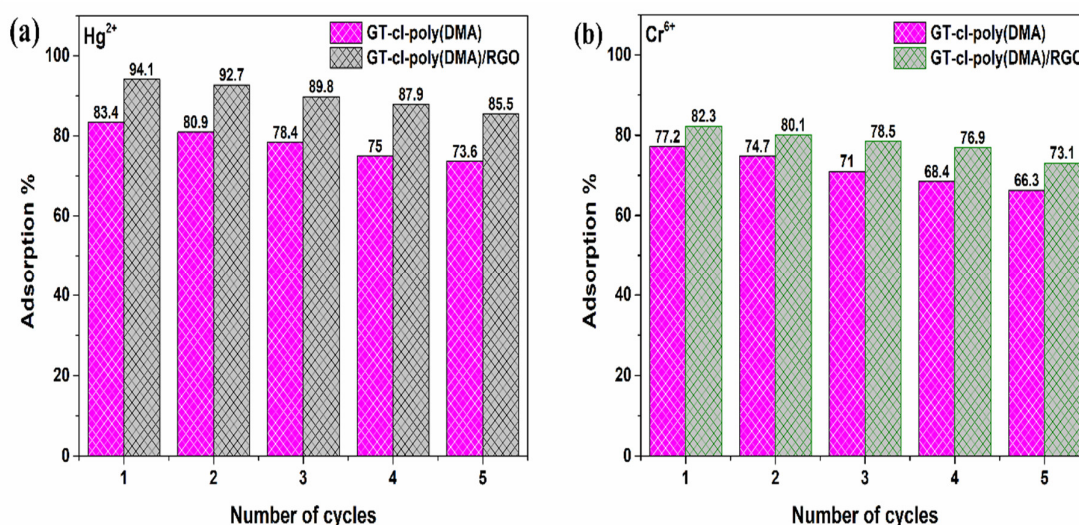 (a)
Hg²⁺
GT-cl-poly(DMA)
GT-cl-poly(DMA)/RGO
100
80
60
40
20
0
Adsorption %
83.4
94.1
80.9
92.7
78.4
89.8
75
87.9
73.6
85.5
1 2 3 4 5
Number of cycles
(b)
Cr⁶⁺
GT-cl-poly(DMA)
GT-cl-poly(DMA)/RGO
100
80
60
40
20
0
Adsorption %
77.2
82.3
74.7
80.1
71
78.5
68.4
76.9
66.3
73.1
1 2 3 4 5
Number of cycles